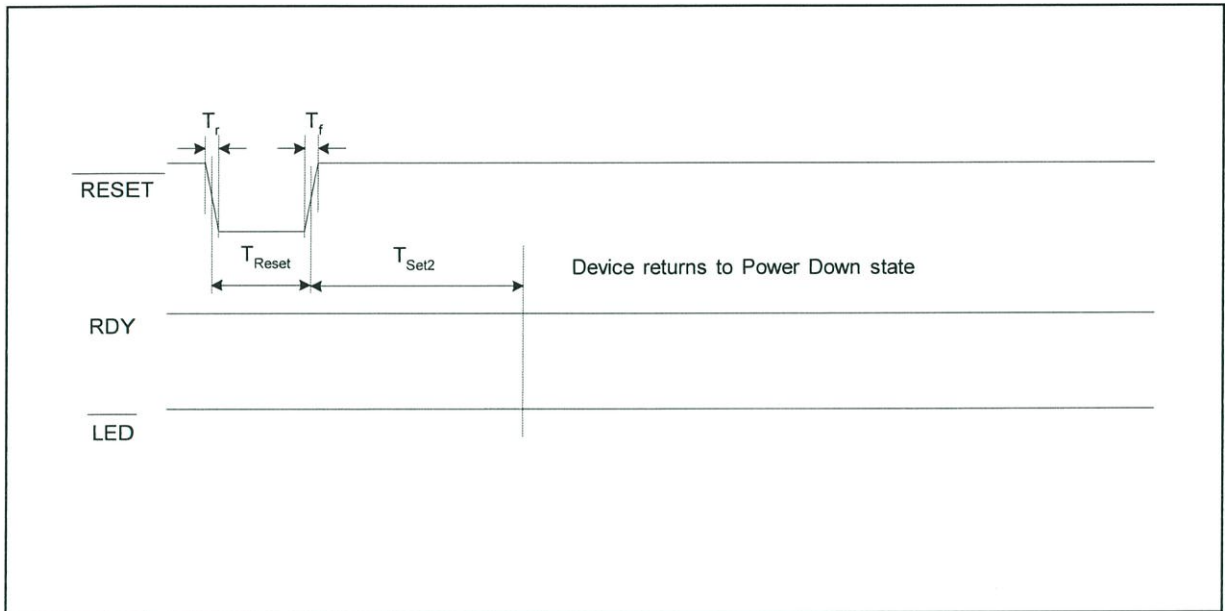 Tr Tf
RESET
TReset TSet2 Device returns to Power Down state
RDY
LED